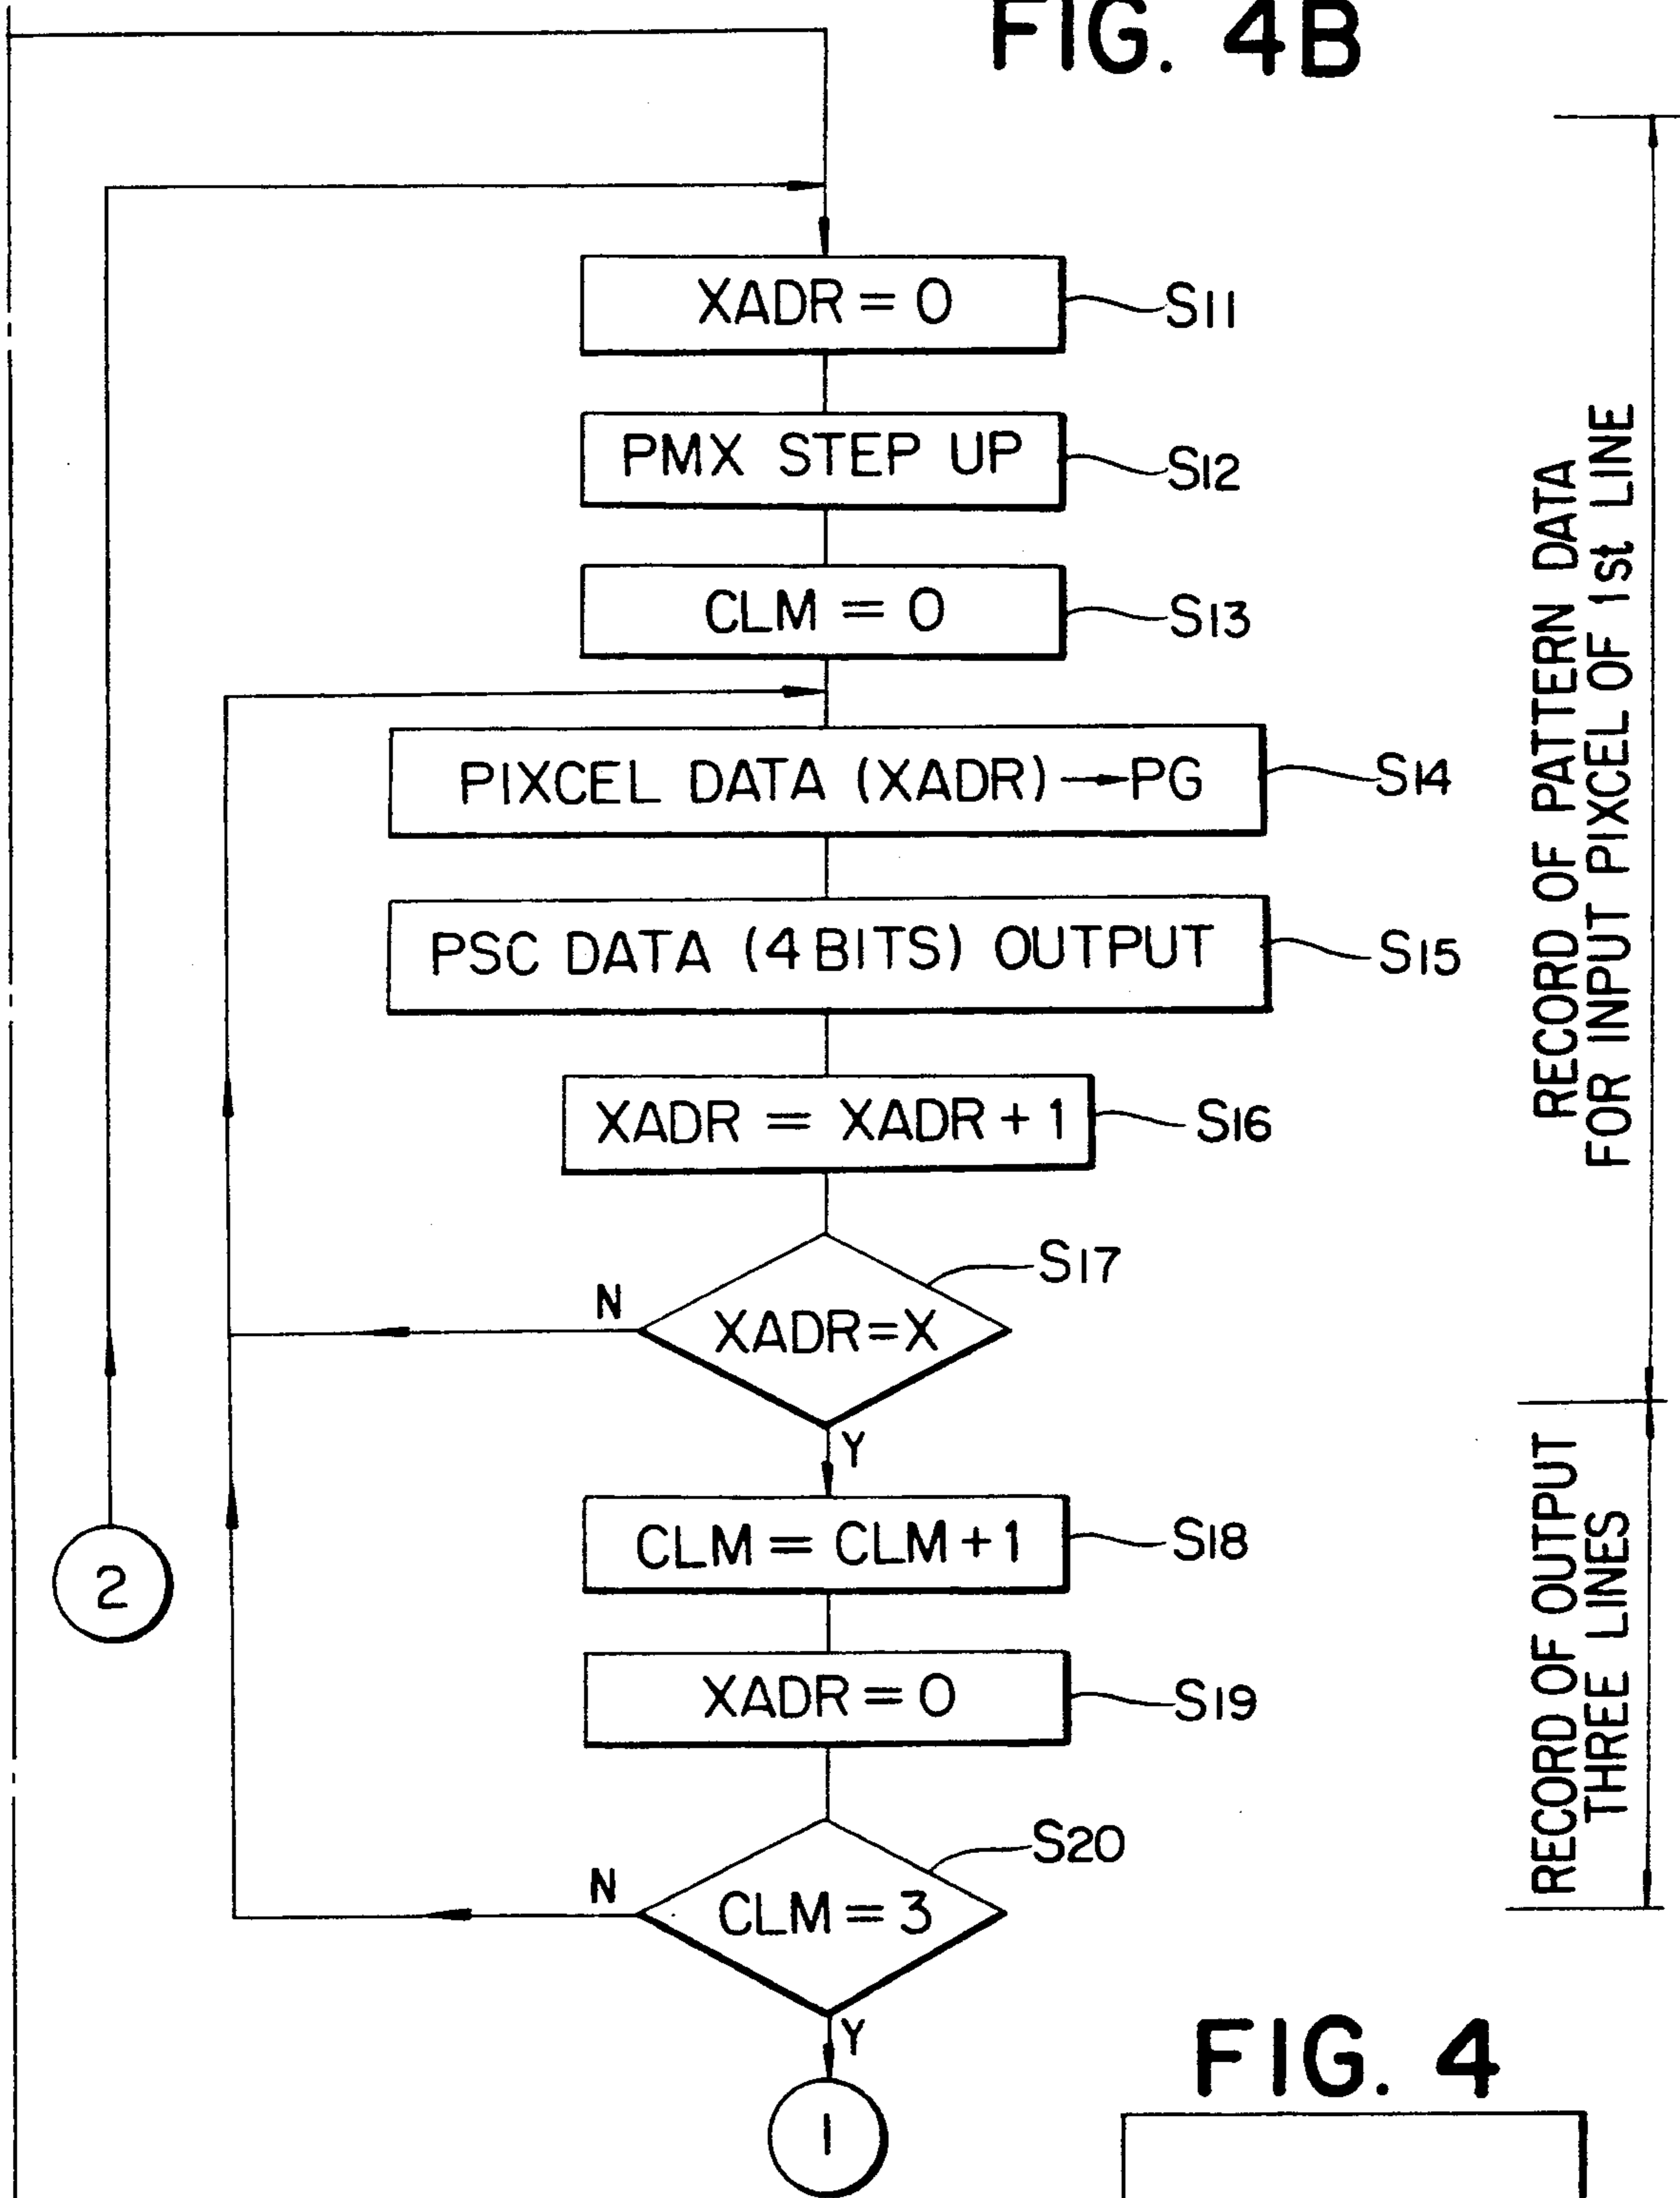 FIG. 4B
XADR = 0
S11
PMX STEP UP
S12
CLM = 0
S13
PIXCEL DATA (XADR) → PG
S14
PSC DATA (4 BITS) OUTPUT
S15
XADR = XADR + 1
S16
S17
N
XADR = X
Y
CLM = CLM + 1
S18
2
XADR = 0
S19
S20
N
CLM = 3
Y
1
RECORD OF PATTERN DATA
FOR INPUT PIXCEL OF 1st LINE
RECORD OF OUTPUT
THREE LINES
FIG. 4